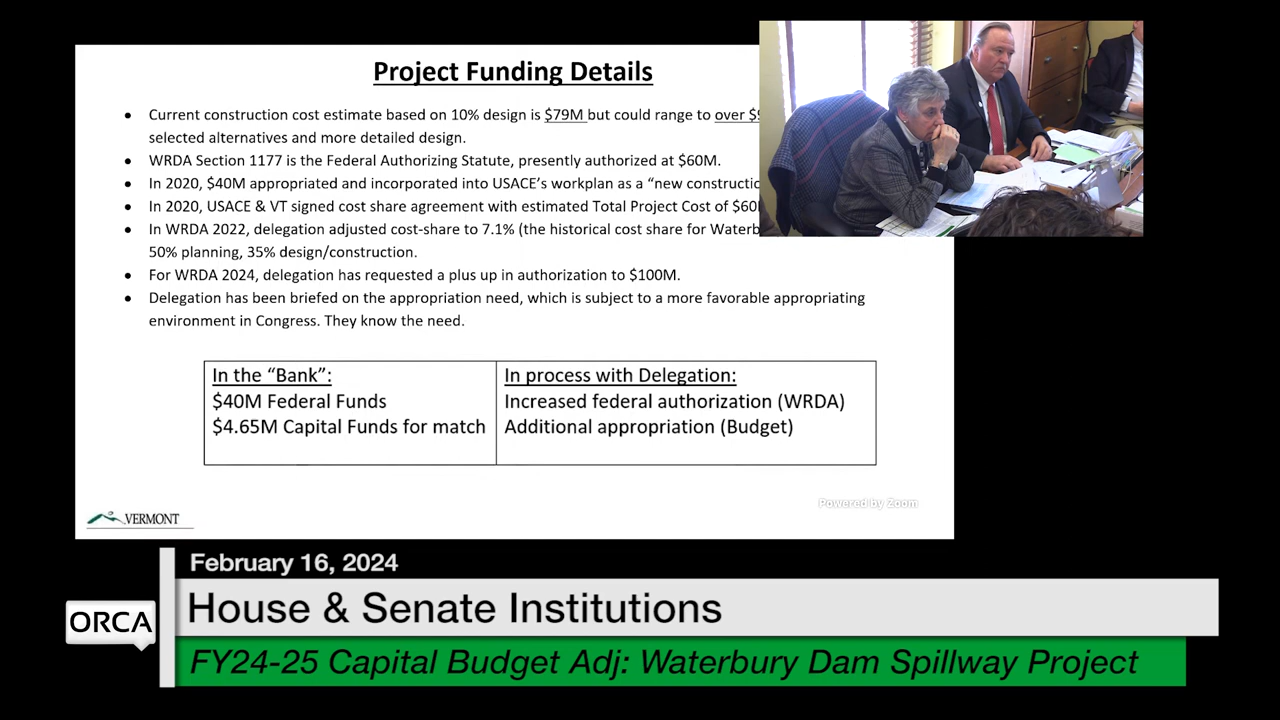 Project Funding Details
• Current construction cost estimate based on 10% design is $79M but could range to over
selected alternatives and more detailed design.
• WRDA Section 1177 is the Federal Authorizing Statute, presently authorized at $60M.
• In 2020, $40M appropriated and incorporated into USACE's workplan as a "new
• In 2020, USACE & VT signed cost share agreement with estimated Total Project Cost of
• In WRDA 2022, delegation adjusted cost-share to 7.1% (the historical cost share for
50% planning, 35% design/construction.
• For WRDA 2024, delegation has requested a plus up in authorization to $100M.
• Delegation has been briefed on the appropriation need, which is subject to a more favorable appropriating
environment in Congress. They know the need.
In the "Bank":
$40M Federal Funds
$4.65M Capital Funds for match
In process with Delegation:
Increased federal authorization (WRDA)
Additional appropriation (Budget)
Powered by Zoom
VERMONT
February 16, 2024
ORCA
House & Senate Institutions
FY24-25 Capital Budget Adj: Waterbury Dam Spillway Project